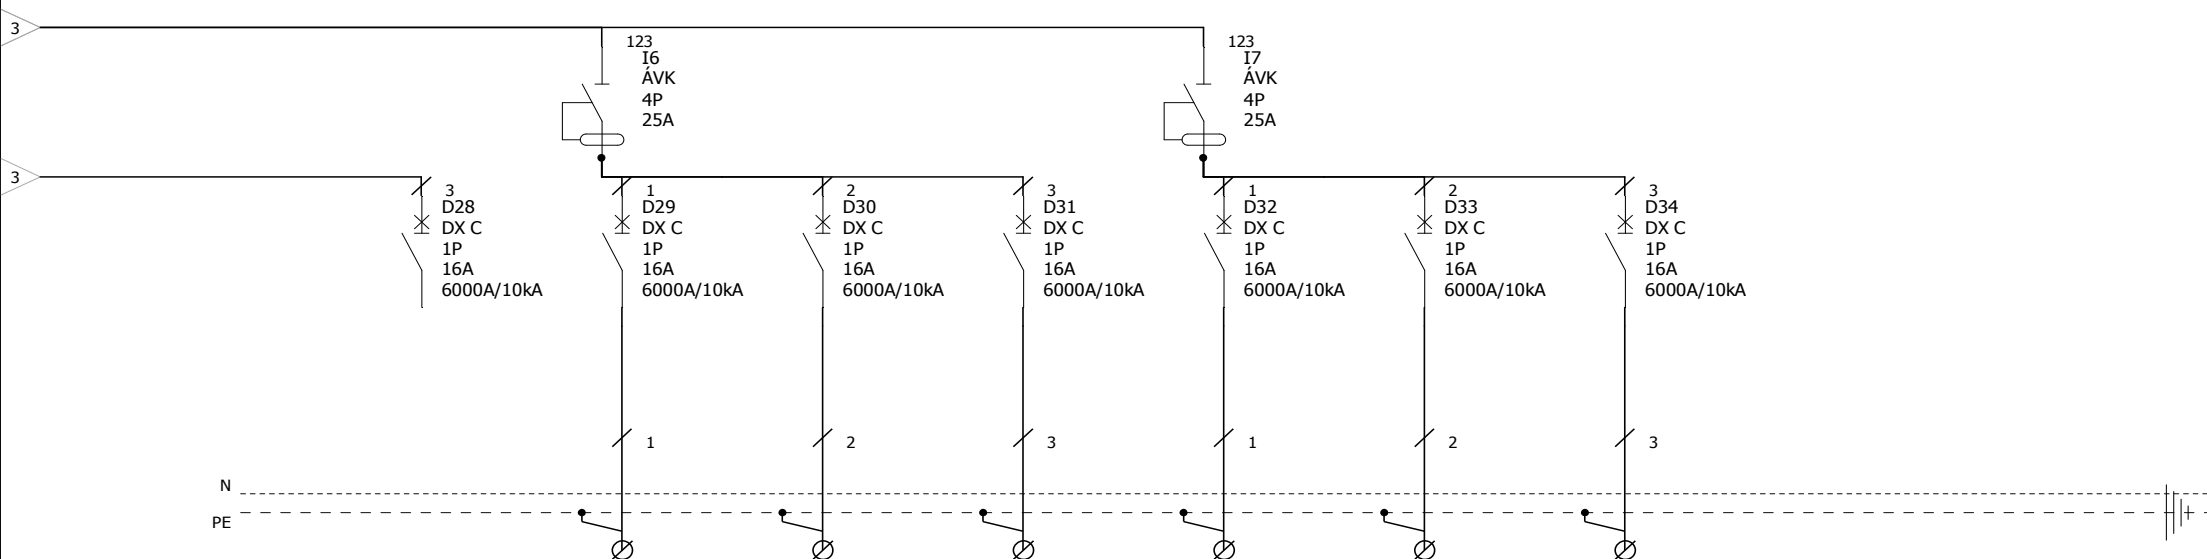 3
123
I6
ÁVK
4P
25A
123
I7
ÁVK
4P
25A
3
3
D28
DX C
1P
16A
6000A/10kA
1
D29
DX C
1P
16A
6000A/10kA
2
D30
DX C
1P
16A
6000A/10kA
3
D31
DX C
1P
16A
6000A/10kA
1
D32
DX C
1P
16A
6000A/10kA
2
D33
DX C
1P
16A
6000A/10kA
3
D34
DX C
1P
16A
6000A/10kA
1
2
3
1
2
3
N
PE